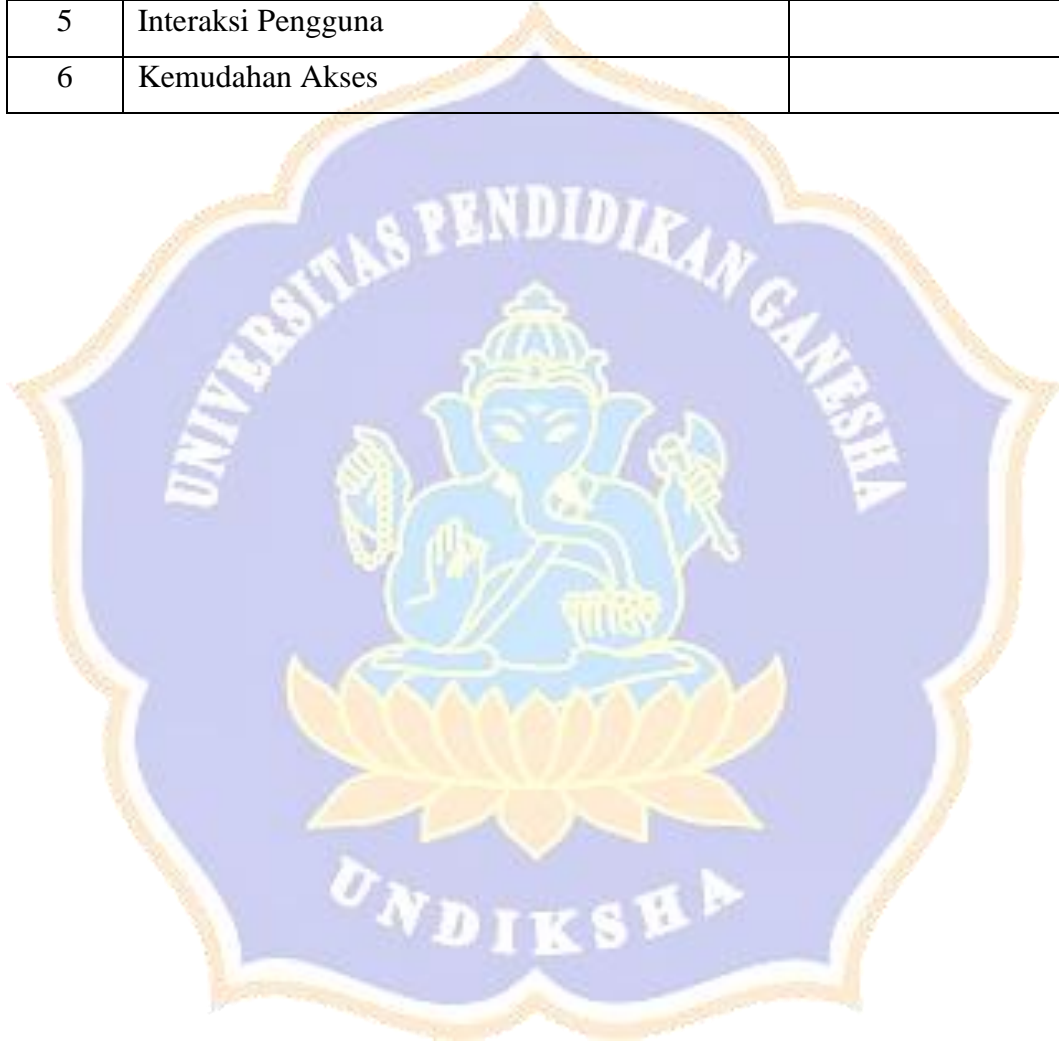 5 Interaksi Pengguna
6 Kemudahan Akses
UNIVERSITAS PENDIDIKAN GANESHA
UNDIKSHA